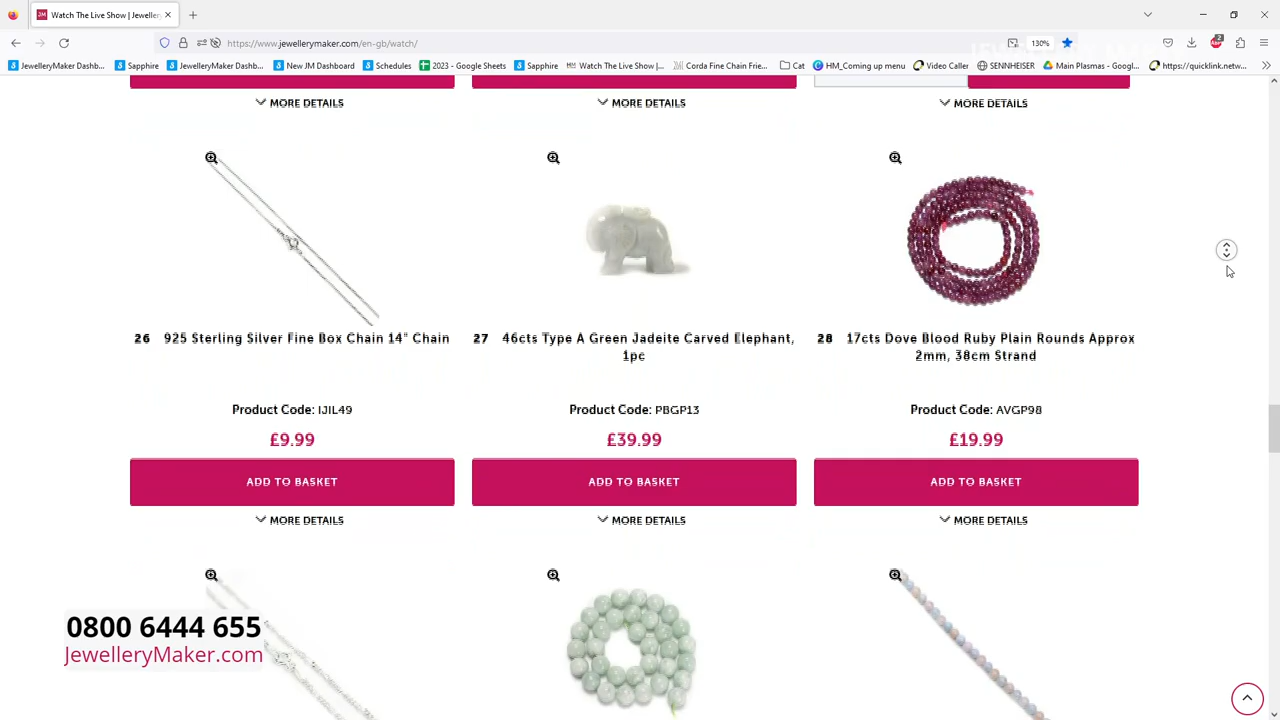 Watch The Live Show | Jeweller
https://www.jewellerymaker.com/en-gb/watch/
130%
2
JewelleryMaker Dashb... Sapphire JewelleryMaker Dashb... New JM Dashboard Schedules 2023 - Google Sheets Sapphire Watch The Live Show |... Corda Fine Chain Frie... Cat HM_Coming up menu Video Caller SENNHEISER Main Plasmas - Googl... https://quicklink.netw...
MORE DETAILS MORE DETAILS MORE DETAILS
26 925 Sterling Silver Fine Box Chain 14" Chain
Product Code: IJIL49
£9.99
ADD TO BASKET
MORE DETAILS
27 46cts Type A Green Jadeite Carved Elephant,
1pc
Product Code: PBGP13
£39.99
ADD TO BASKET
MORE DETAILS
28 17cts Dove Blood Ruby Plain Rounds Approx
2mm, 38cm Strand
Product Code: AVGP98
£19.99
ADD TO BASKET
MORE DETAILS
0800 6444 655
JewelleryMaker.com